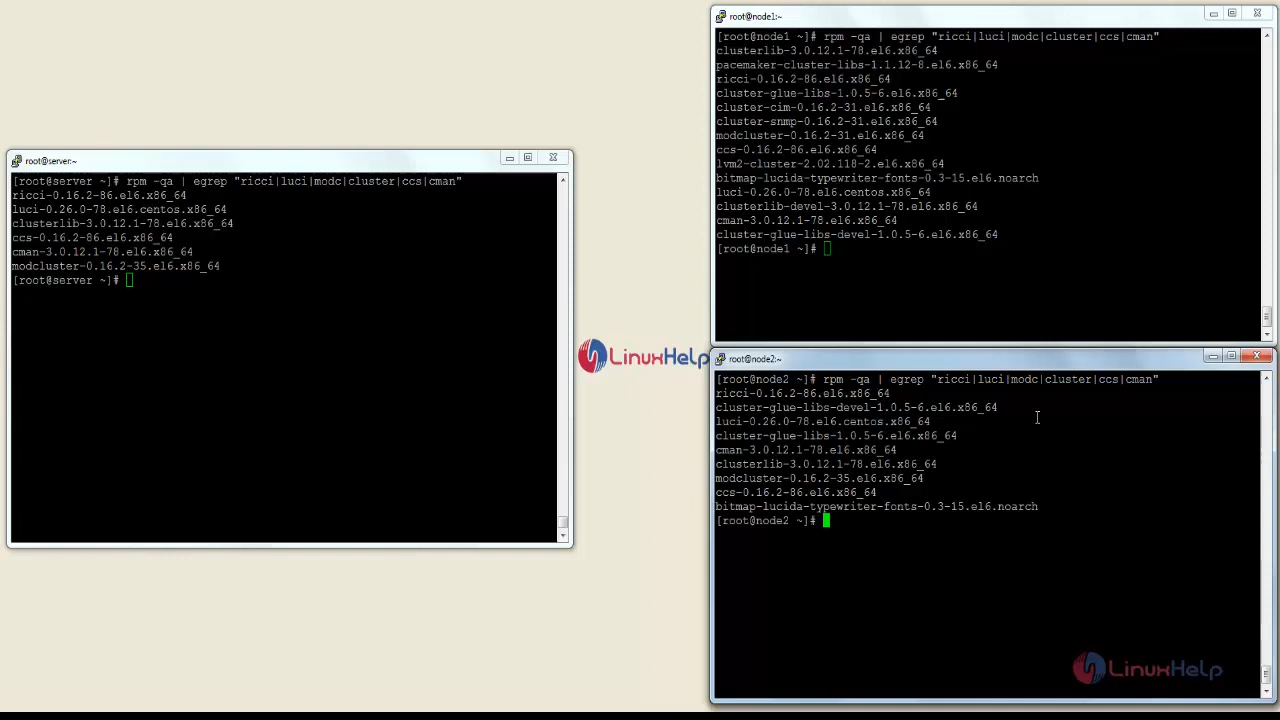 root@server:~
[root@server ~]# rpm -qa | egrep "ricci|luci|modc|cluster|ccs|cman"
ricci-0.16.2-86.el6.x86_64
luci-0.26.0-78.el6.centos.x86_64
clusterlib-3.0.12.1-78.el6.x86_64
ccs-0.16.2-86.el6.x86_64
cman-3.0.12.1-78.el6.x86_64
modcluster-0.16.2-35.el6.x86_64
[root@server ~]#
root@node1:~
[root@node1 ~]# rpm -qa | egrep "ricci|luci|modc|cluster|ccs|cman"
clusterlib-3.0.12.1-78.el6.x86_64
pacemaker-cluster-libs-1.1.12-8.el6.x86_64
ricci-0.16.2-86.el6.x86_64
cluster-glue-libs-1.0.5-6.el6.x86_64
cluster-cim-0.16.2-31.el6.x86_64
cluster-snmp-0.16.2-31.el6.x86_64
modcluster-0.16.2-31.el6.x86_64
ccs-0.16.2-86.el6.x86_64
lvm2-cluster-2.02.118-2.el6.x86_64
bitmap-lucida-typewriter-fonts-0.3-15.el6.noarch
luci-0.26.0-78.el6.centos.x86_64
clusterlib-devel-3.0.12.1-78.el6.x86_64
cman-3.0.12.1-78.el6.x86_64
cluster-glue-libs-devel-1.0.5-6.el6.x86_64
[root@node1 ~]#
LinuxHelp
root@node2:~
[root@node2 ~]# rpm -qa | egrep "ricci|luci|modc|cluster|ccs|cman"
ricci-0.16.2-86.el6.x86_64
cluster-glue-libs-devel-1.0.5-6.el6.x86_64
luci-0.26.0-78.el6.centos.x86_64
cluster-glue-libs-1.0.5-6.el6.x86_64
cman-3.0.12.1-78.el6.x86_64
clusterlib-3.0.12.1-78.el6.x86_64
modcluster-0.16.2-35.el6.x86_64
ccs-0.16.2-86.el6.x86_64
bitmap-lucida-typewriter-fonts-0.3-15.el6.noarch
[root@node2 ~]#
LinuxHelp